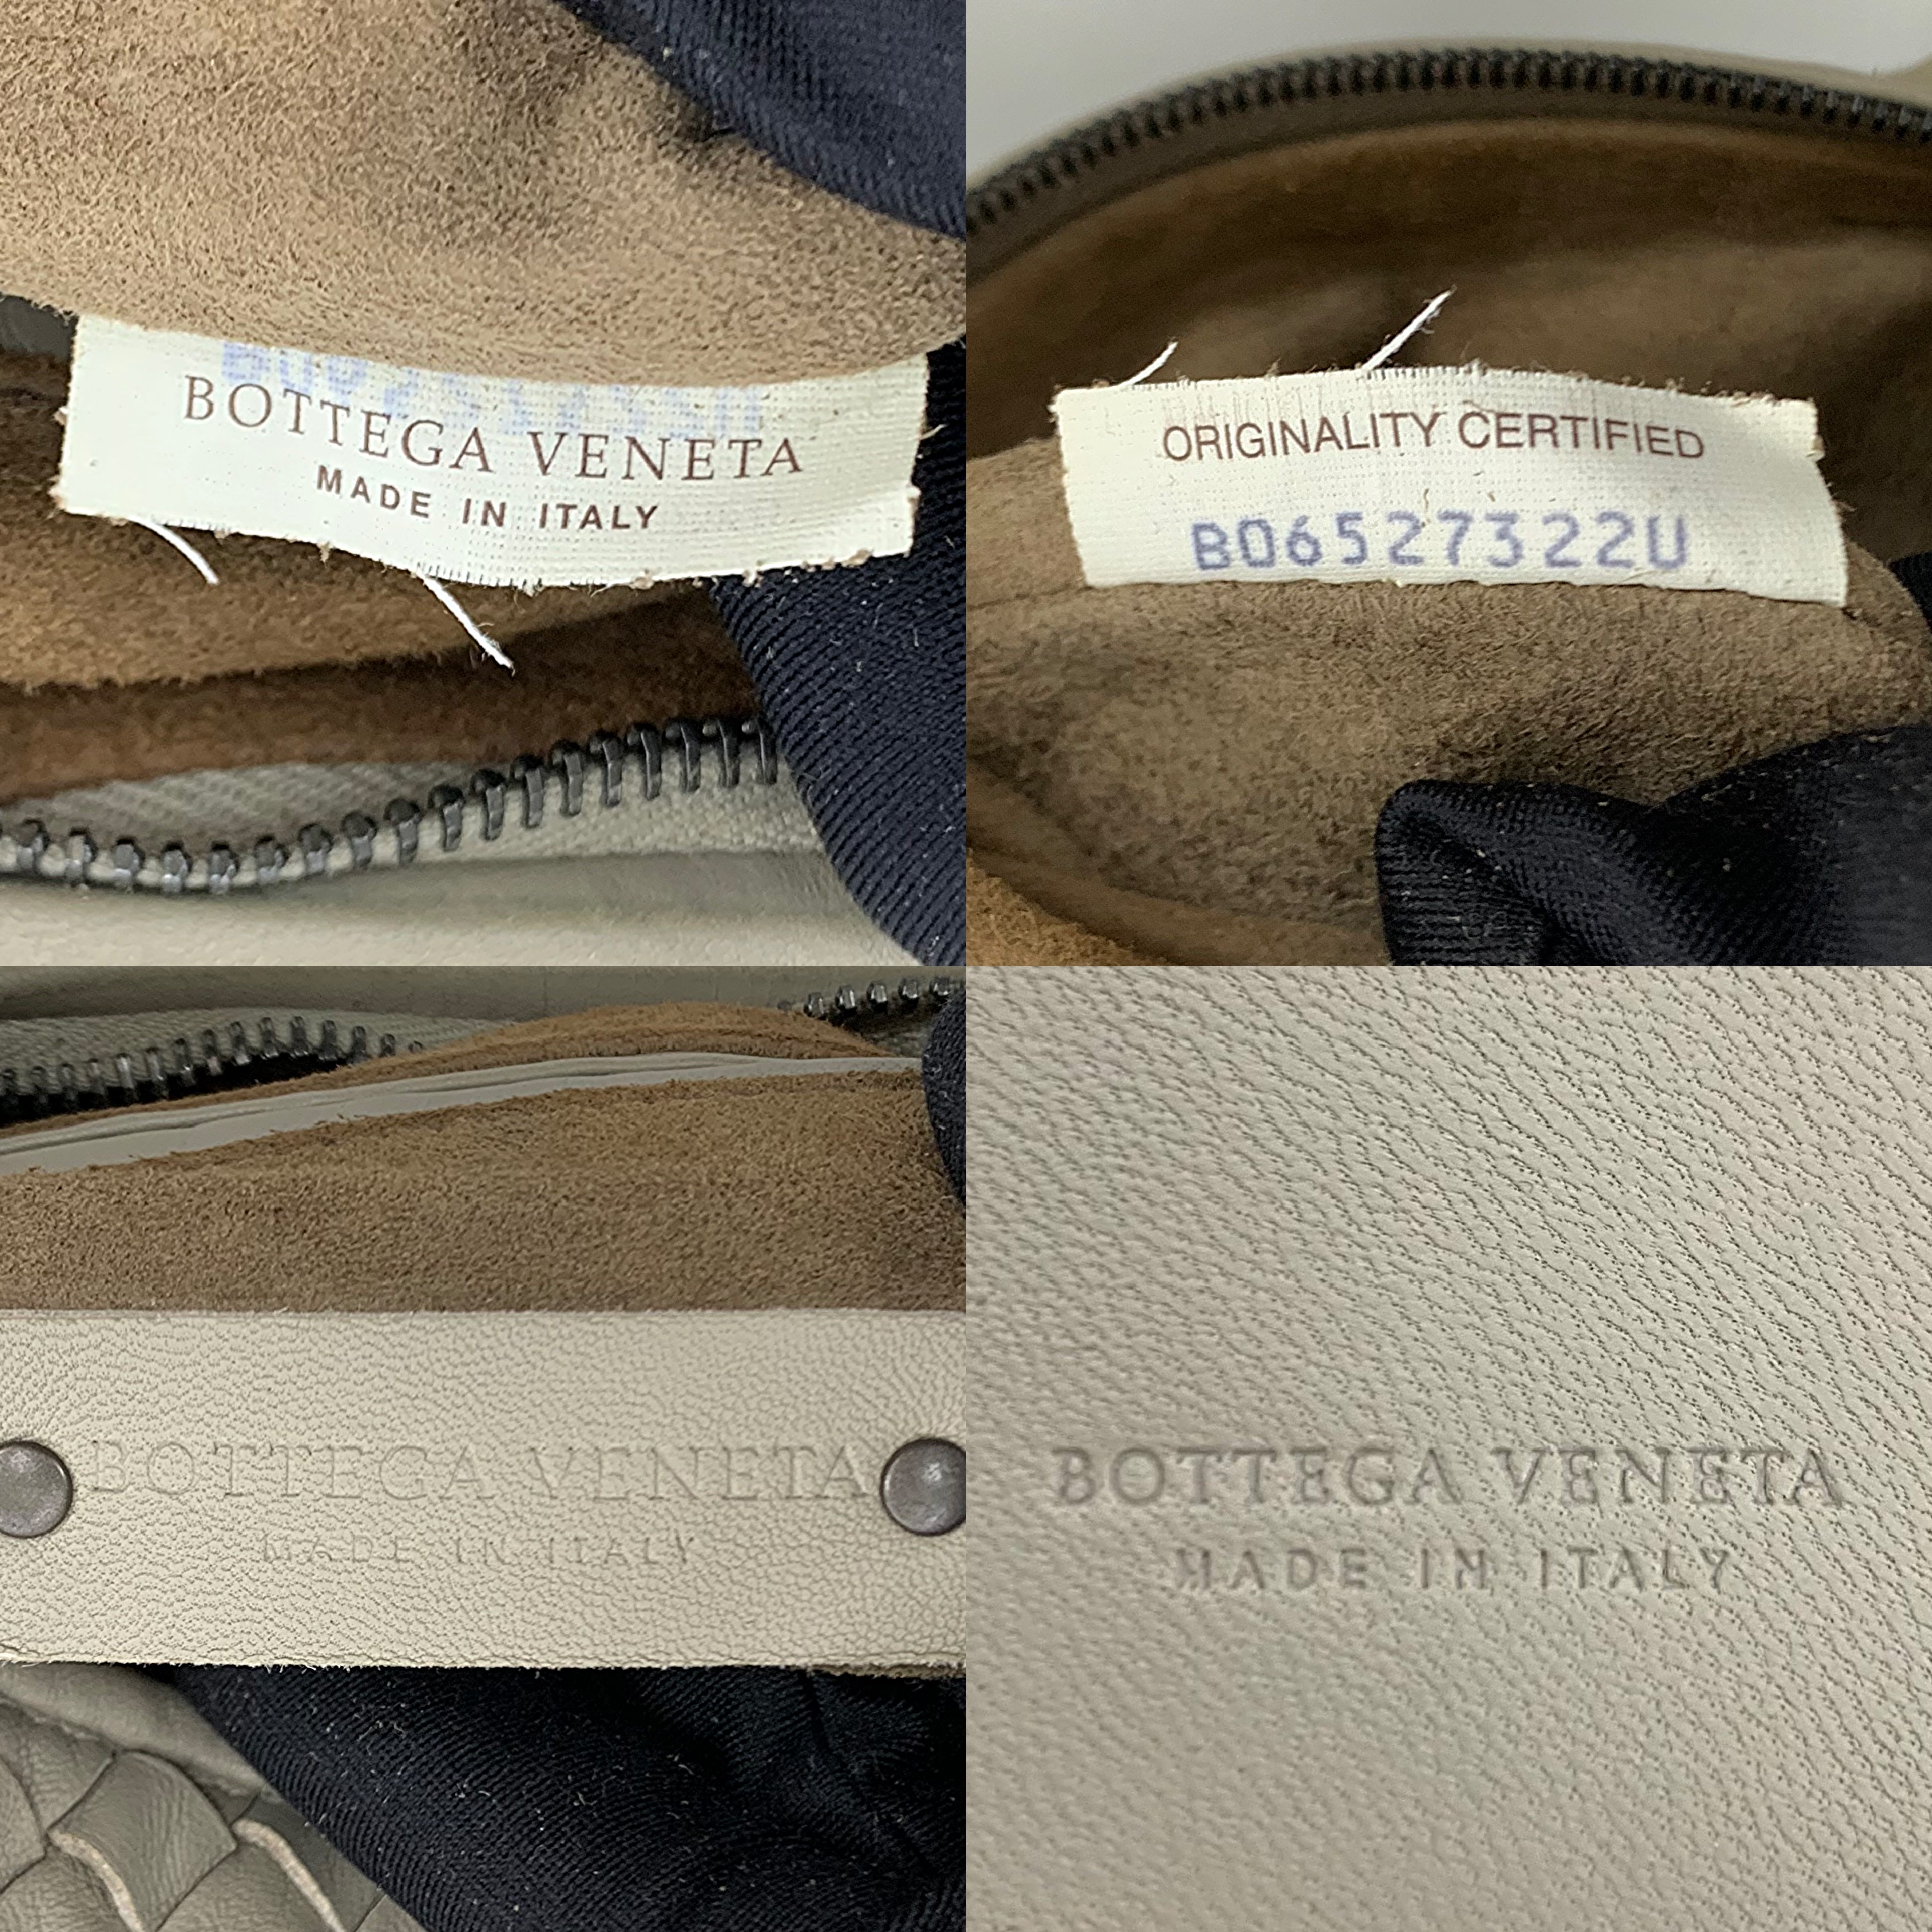 BOTTEGA VENETA
MADE IN ITALY
ORIGINALITY CERTIFIED
B06527322U
BOTTEGA VENETA
MADE IN ITALY
BOTTEGA VENETA
MADE IN ITALY